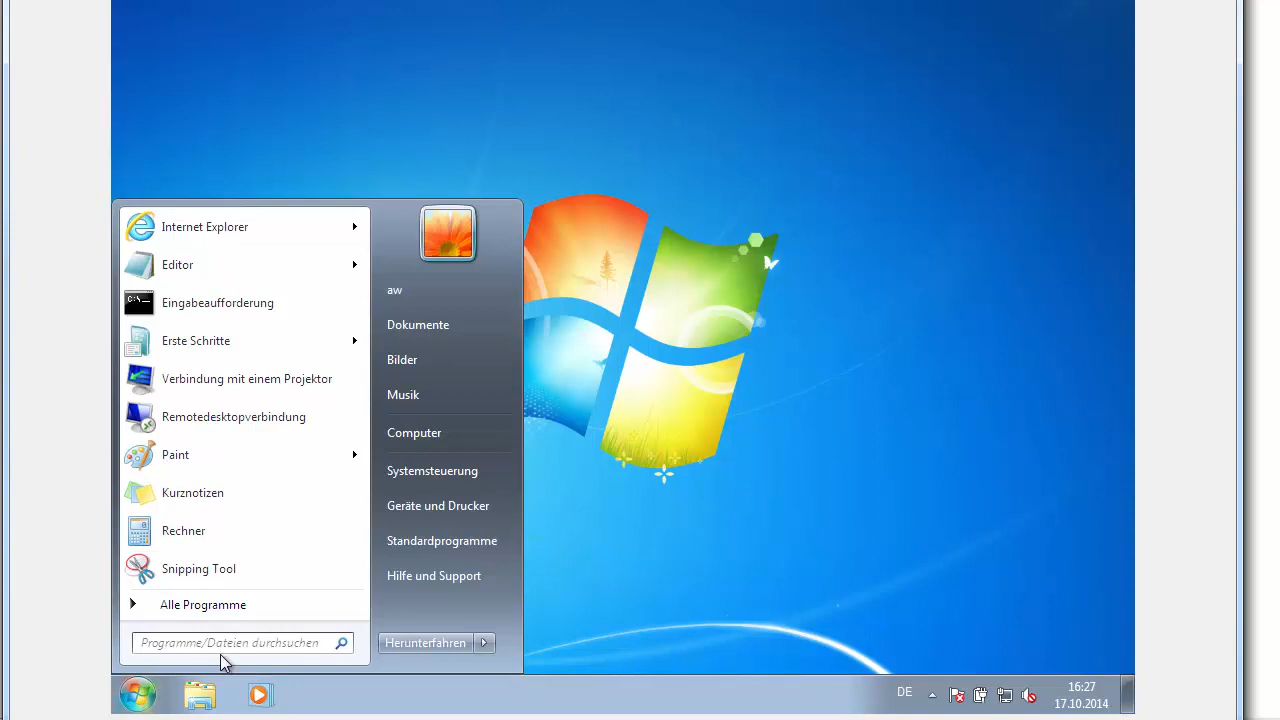 Internet Explorer
Editor
Eingabeaufforderung
Erste Schritte
Verbindung mit einem Projektor
Remotedesktopverbindung
Paint
Kurznotizen
Rechner
Snipping Tool
Alle Programme
Programme/Dateien durchsuchen
aw
Dokumente
Bilder
Musik
Computer
Systemsteuerung
Geräte und Drucker
Standardprogramme
Hilfe und Support
Herunterfahren
DE
16:27
17.10.2014